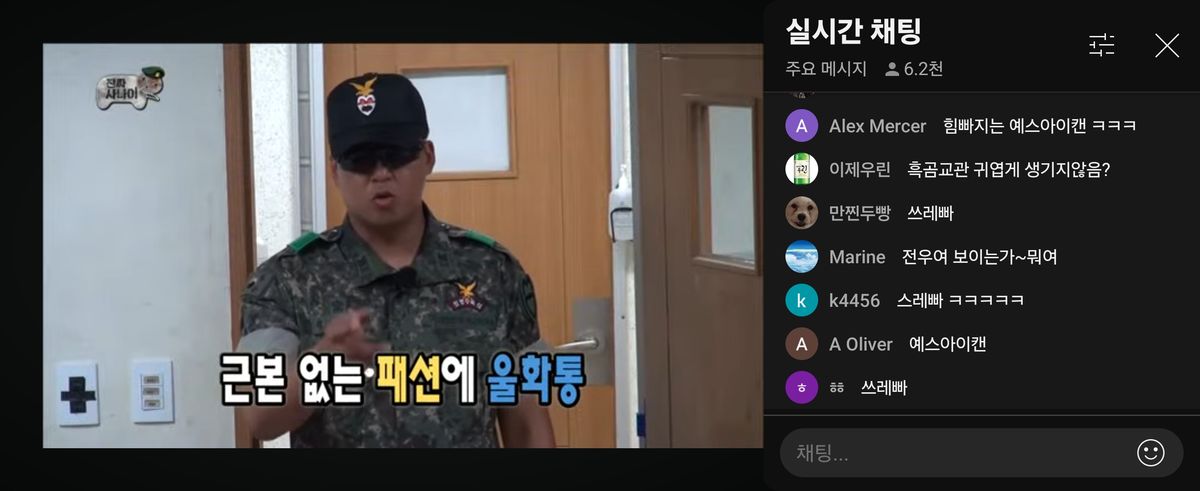 진짜
사나이
근본 없는 패션에 울화통
실시간 채팅
주요 메시지 6.2천
A Alex Mercer 힘빠지는 예스아이캔 ㅋㅋㅋ
이제우린 흑곰교관 귀엽게 생기지않음?
만찐두빵 쓰레빠
Marine 전우여 보이는가~뭐여
k k4456 스레빠 ㅋㅋㅋㅋㅋ
A A Oliver 예스아이캔
ㅎ ㅎㅎ 쓰레빠
채팅...